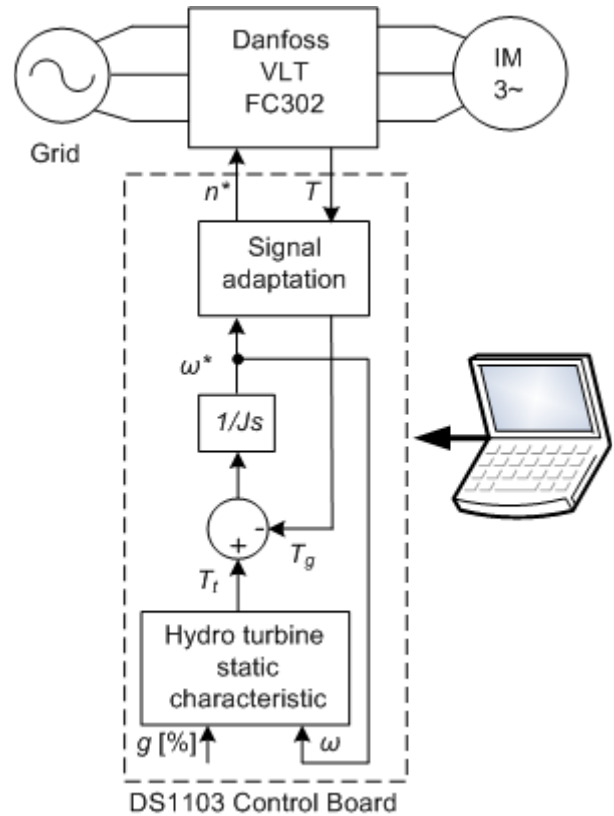 Danfoss
VLT
FC302
IM
3~
Grid
n*
T
Signal
adaptation
ω*
1/Js
-
+
T_g
T_t
Hydro turbine
static
characteristic
g [%]
ω
DS1103 Control Board